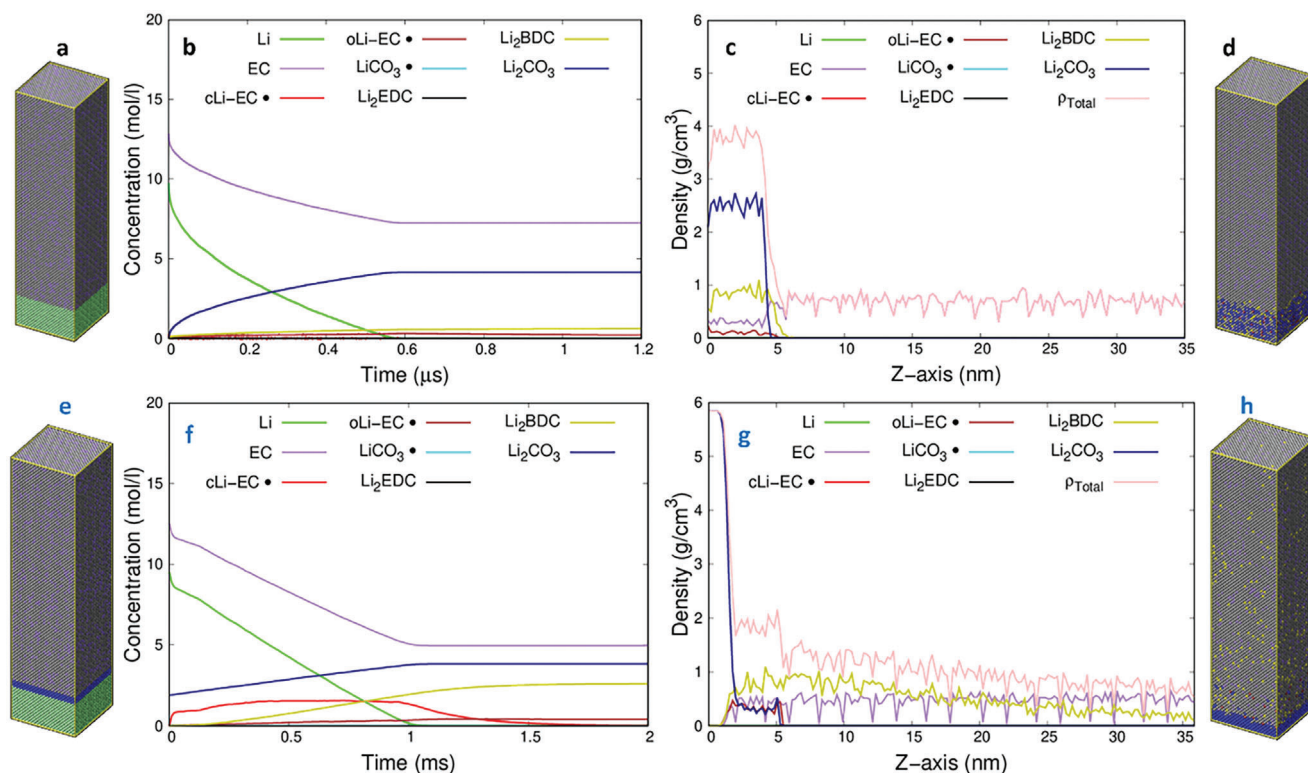 a
b
Concentration (mol/l)
20
15
10
5
0
Li
EC
cLi−EC •
oLi−EC •
LiCO₃ •
Li₂EDC
Li₂BDC
Li₂CO₃
0 0.2 0.4 0.6 0.8 1 1.2
Time (μs)
c
Density (g/cm³)
6
5
4
3
2
1
0
Li
EC
cLi−EC •
oLi−EC •
LiCO₃ •
Li₂EDC
Li₂BDC
Li₂CO₃
ρTotal
0 5 10 15 20 25 30 35
Z−axis (nm)
d
e
f
Concentration (mol/l)
20
15
10
5
0
Li
EC
cLi−EC •
oLi−EC •
LiCO₃ •
Li₂EDC
Li₂BDC
Li₂CO₃
0 0.5 1 1.5 2
Time (ms)
g
Density (g/cm³)
6
5
4
3
2
1
0
Li
EC
cLi−EC •
oLi−EC •
LiCO₃ •
Li₂EDC
Li₂BDC
Li₂CO₃
ρTotal
0 5 10 15 20 25 30 35
Z−axis (nm)
h